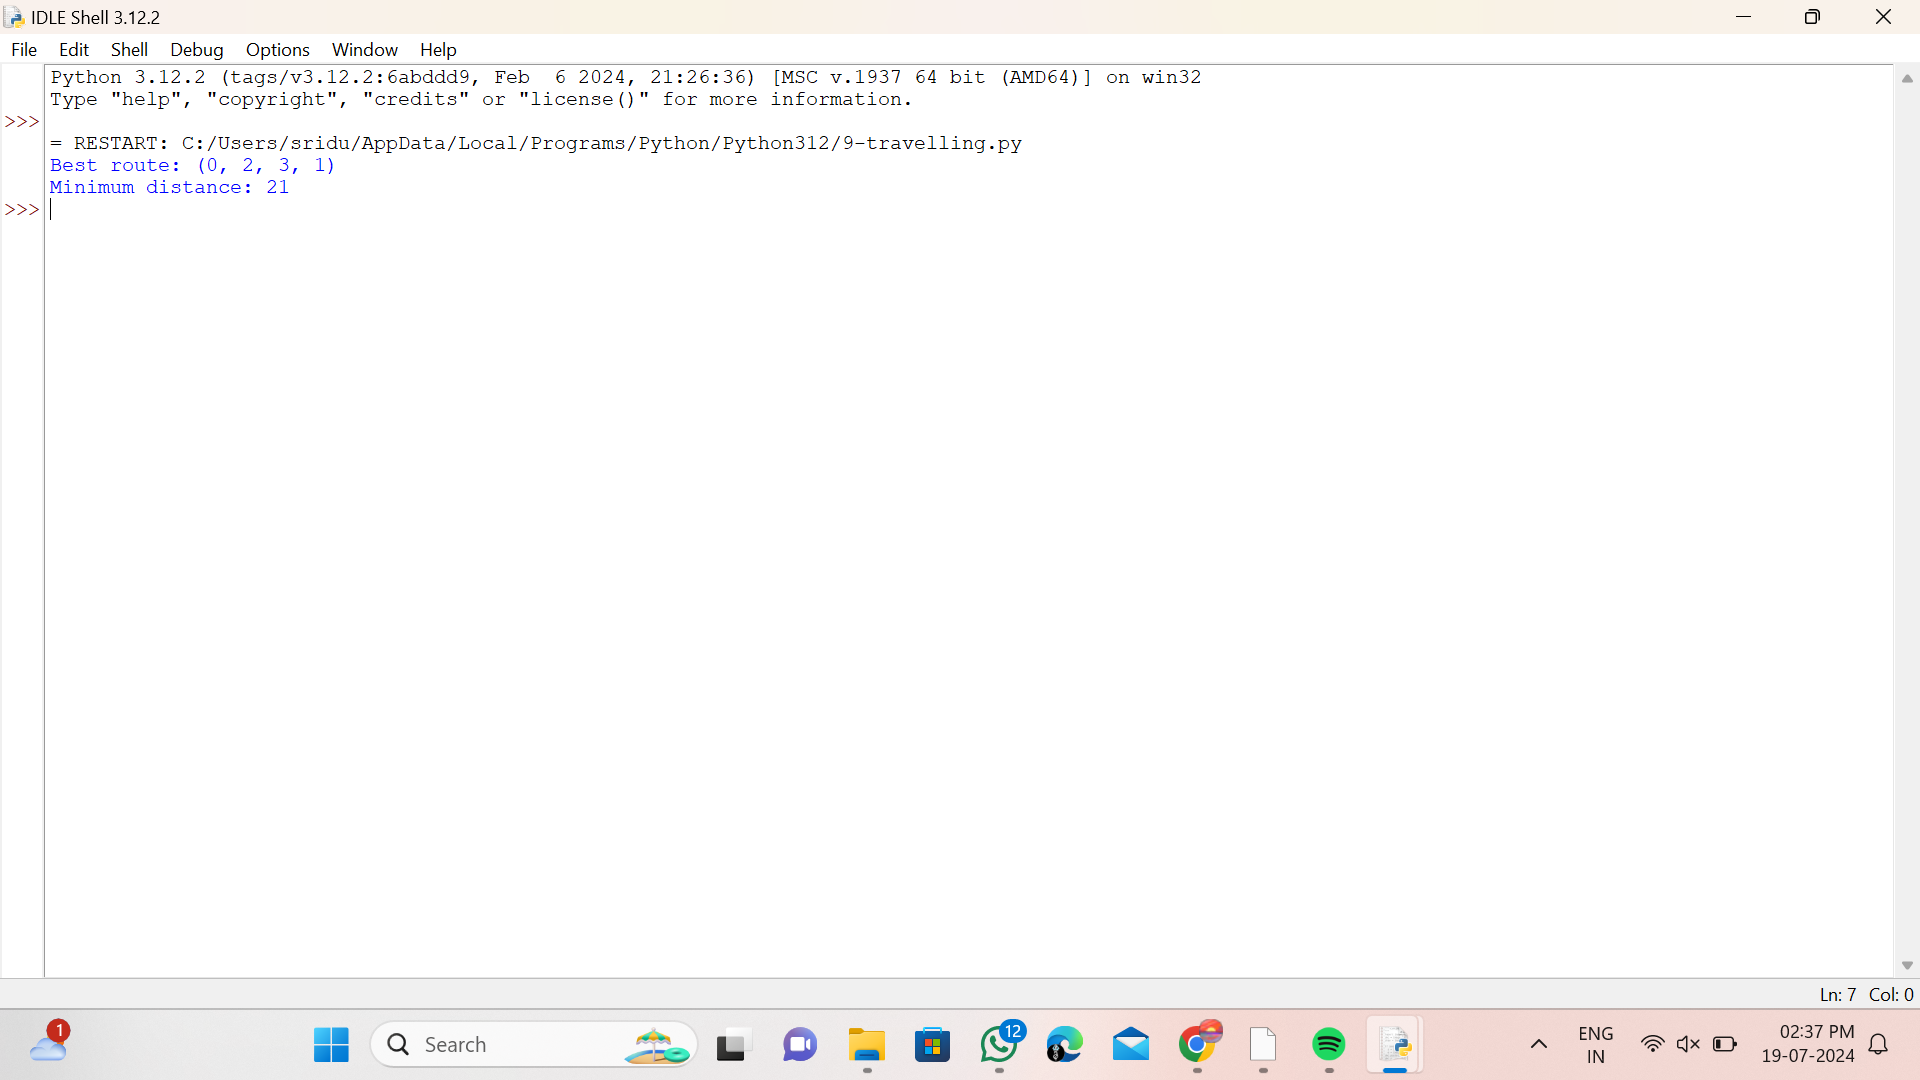 IDLE Shell 3.12.2
File Edit Shell Debug Options Window Help
Python 3.12.2 (tags/v3.12.2:6abddd9, Feb  6 2024, 21:26:36) [MSC v.1937 64 bit (AMD64)] on win32
Type "help", "copyright", "credits" or "license()" for more information.
>>>
= RESTART: C:/Users/sridu/AppData/Local/Programs/Python/Python312/9-travelling.py
Best route: (0, 2, 3, 1)
Minimum distance: 21
>>>
Ln: 7 Col: 0
1
Search
12
ENG
IN
02:37 PM
19-07-2024